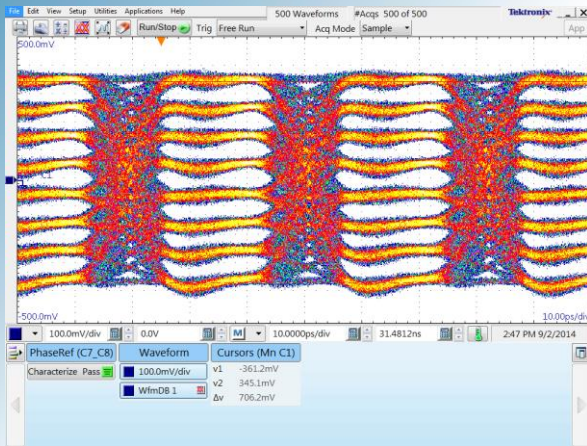 File Edit View Setup Utilities Applications Help 500 Waveforms #Acqs 500 of 500 Tektronix
Run/Stop Trig Free Run Acq Mode Sample App
500.0mV
C1
-500.0mV 10.00ps/div
100.0mV/div 0.0V M 10.0000ps/div 31.4812ns 2:47 PM 9/2/2014
PhaseRef (C7_C8) Waveform Cursors (Mn C1)
Characterize Pass 100.0mV/div v1 -361.2mV
v2 345.1mV
WfmDB 1 Δv 706.2mV